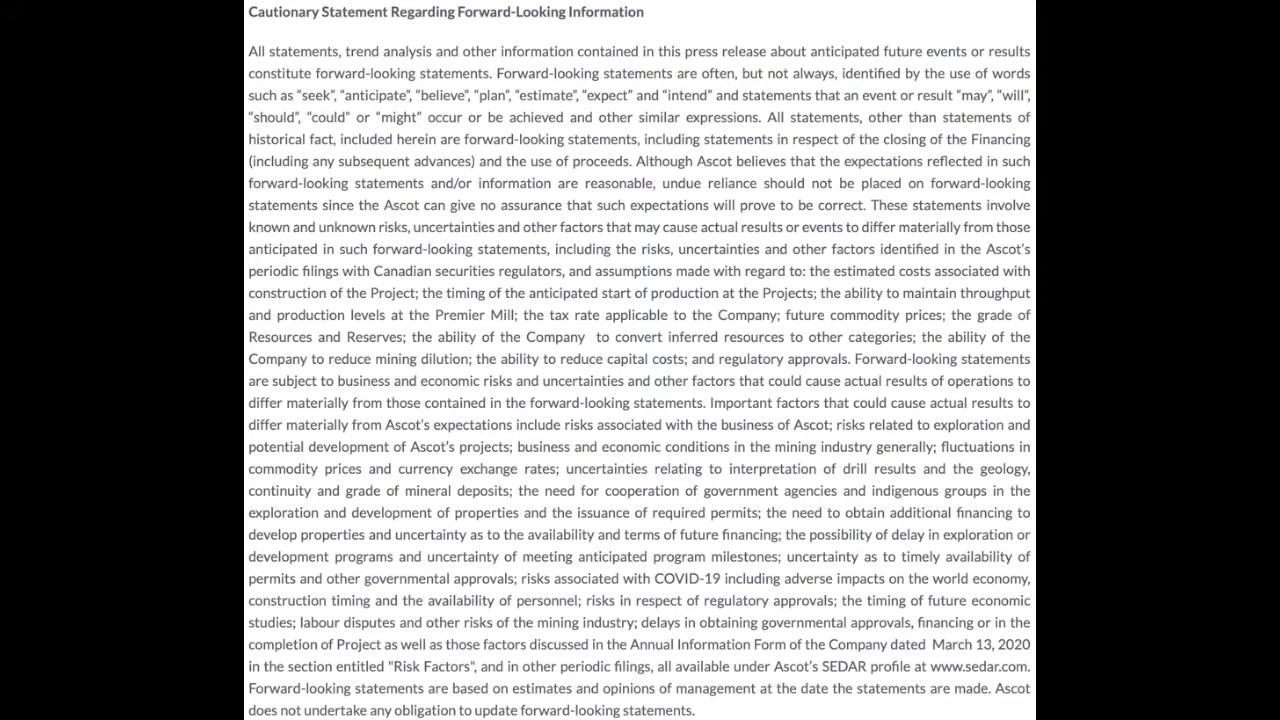 Cautionary Statement Regarding Forward-Looking Information
All statements, trend analysis and other information contained in this press release about anticipated future events or results
constitute forward-looking statements. Forward-looking statements are often, but not always, identified by the use of words
such as “seek”, “anticipate”, “believe”, “plan”, “estimate”, “expect” and “intend” and statements that an event or result “may”, “will”,
“should”, “could” or “might” occur or be achieved and other similar expressions. All statements, other than statements of
historical fact, included herein are forward-looking statements, including statements in respect of the closing of the Financing
(including any subsequent advances) and the use of proceeds. Although Ascot believes that the expectations reflected in such
forward-looking statements and/or information are reasonable, undue reliance should not be placed on forward-looking
statements since the Ascot can give no assurance that such expectations will prove to be correct. These statements involve
known and unknown risks, uncertainties and other factors that may cause actual results or events to differ materially from those
anticipated in such forward-looking statements, including the risks, uncertainties and other factors identified in the Ascot’s
periodic filings with Canadian securities regulators, and assumptions made with regard to: the estimated costs associated with
construction of the Project; the timing of the anticipated start of production at the Projects; the ability to maintain throughput
and production levels at the Premier Mill; the tax rate applicable to the Company; future commodity prices; the grade of
Resources and Reserves; the ability of the Company  to convert inferred resources to other categories; the ability of the
Company to reduce mining dilution; the ability to reduce capital costs; and regulatory approvals. Forward-looking statements
are subject to business and economic risks and uncertainties and other factors that could cause actual results of operations to
differ materially from those contained in the forward-looking statements. Important factors that could cause actual results to
differ materially from Ascot’s expectations include risks associated with the business of Ascot; risks related to exploration and
potential development of Ascot’s projects; business and economic conditions in the mining industry generally; fluctuations in
commodity prices and currency exchange rates; uncertainties relating to interpretation of drill results and the geology,
continuity and grade of mineral deposits; the need for cooperation of government agencies and indigenous groups in the
exploration and development of properties and the issuance of required permits; the need to obtain additional financing to
develop properties and uncertainty as to the availability and terms of future financing; the possibility of delay in exploration or
development programs and uncertainty of meeting anticipated program milestones; uncertainty as to timely availability of
permits and other governmental approvals; risks associated with COVID-19 including adverse impacts on the world economy,
construction timing and the availability of personnel; risks in respect of regulatory approvals; the timing of future economic
studies; labour disputes and other risks of the mining industry; delays in obtaining governmental approvals, financing or in the
completion of Project as well as those factors discussed in the Annual Information Form of the Company dated  March 13, 2020
in the section entitled "Risk Factors", and in other periodic filings, all available under Ascot’s SEDAR profile at www.sedar.com.
Forward-looking statements are based on estimates and opinions of management at the date the statements are made. Ascot
does not undertake any obligation to update forward-looking statements.